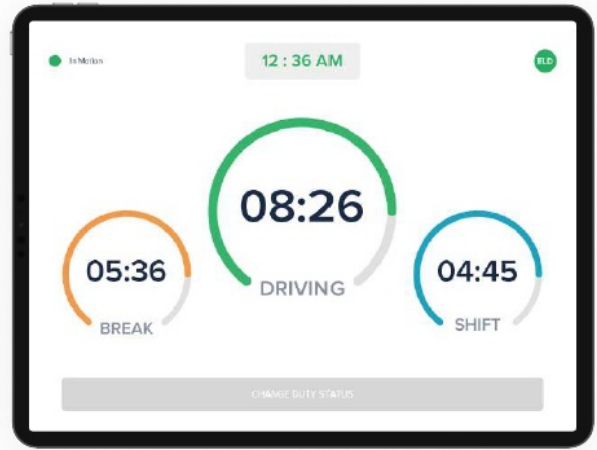 In Motion
12 : 36 AM
ELD
08:26
DRIVING
05:36
BREAK
04:45
SHIFT
CHANGE DUTY STATUS